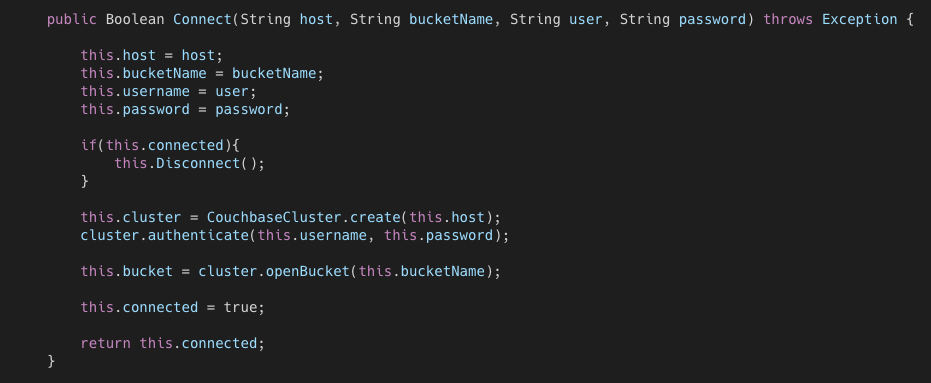 public Boolean Connect(String host, String bucketName, String user, String password) throws Exception {
this.host = host;
this.bucketName = bucketName;
this.username = user;
this.password = password;
if(this.connected){
this.Disconnect();
}
this.cluster = CouchbaseCluster.create(this.host);
cluster.authenticate(this.username, this.password);
this.bucket = cluster.openBucket(this.bucketName);
this.connected = true;
return this.connected;
}